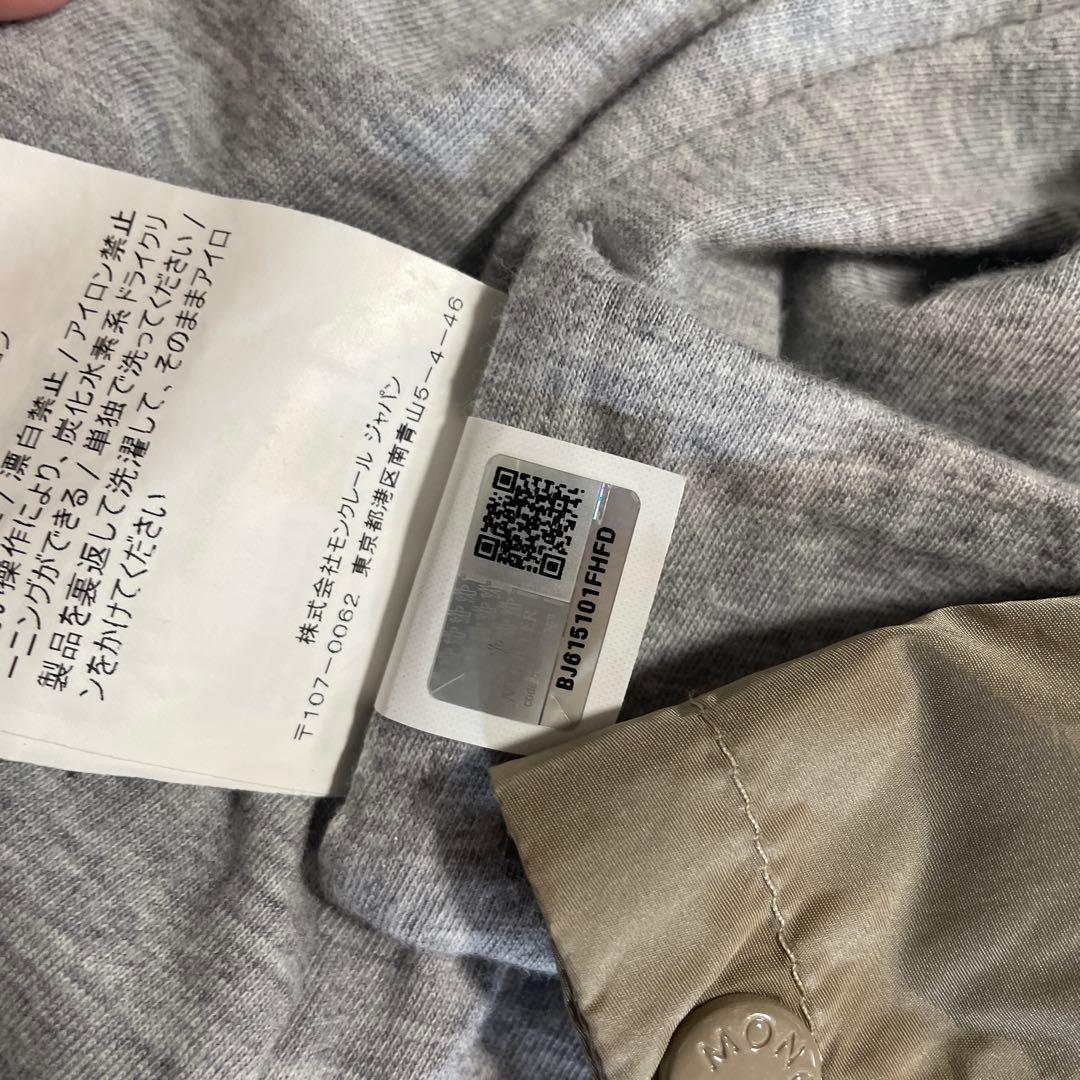 操作 / 漂白禁止 / アイロン禁止
により、炭化水素系ドライクリ
ーニングができる / 単独で洗ってください /
製品を裏返して洗濯して、そのままアイロ
ンをかけてください
株式会社モンクレール ジャパン
〒107-0062 東京都港区南青山5-4-46
BJ615101FHFD
MONC